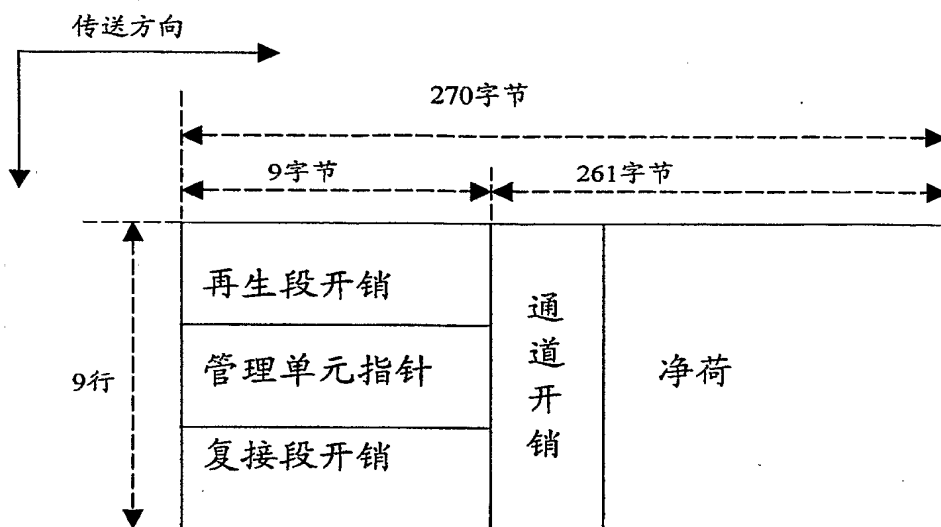 传送方向
270字节
9字节
261字节
再生段开销
管理单元指针
复接段开销
9行
通道开销
净荷